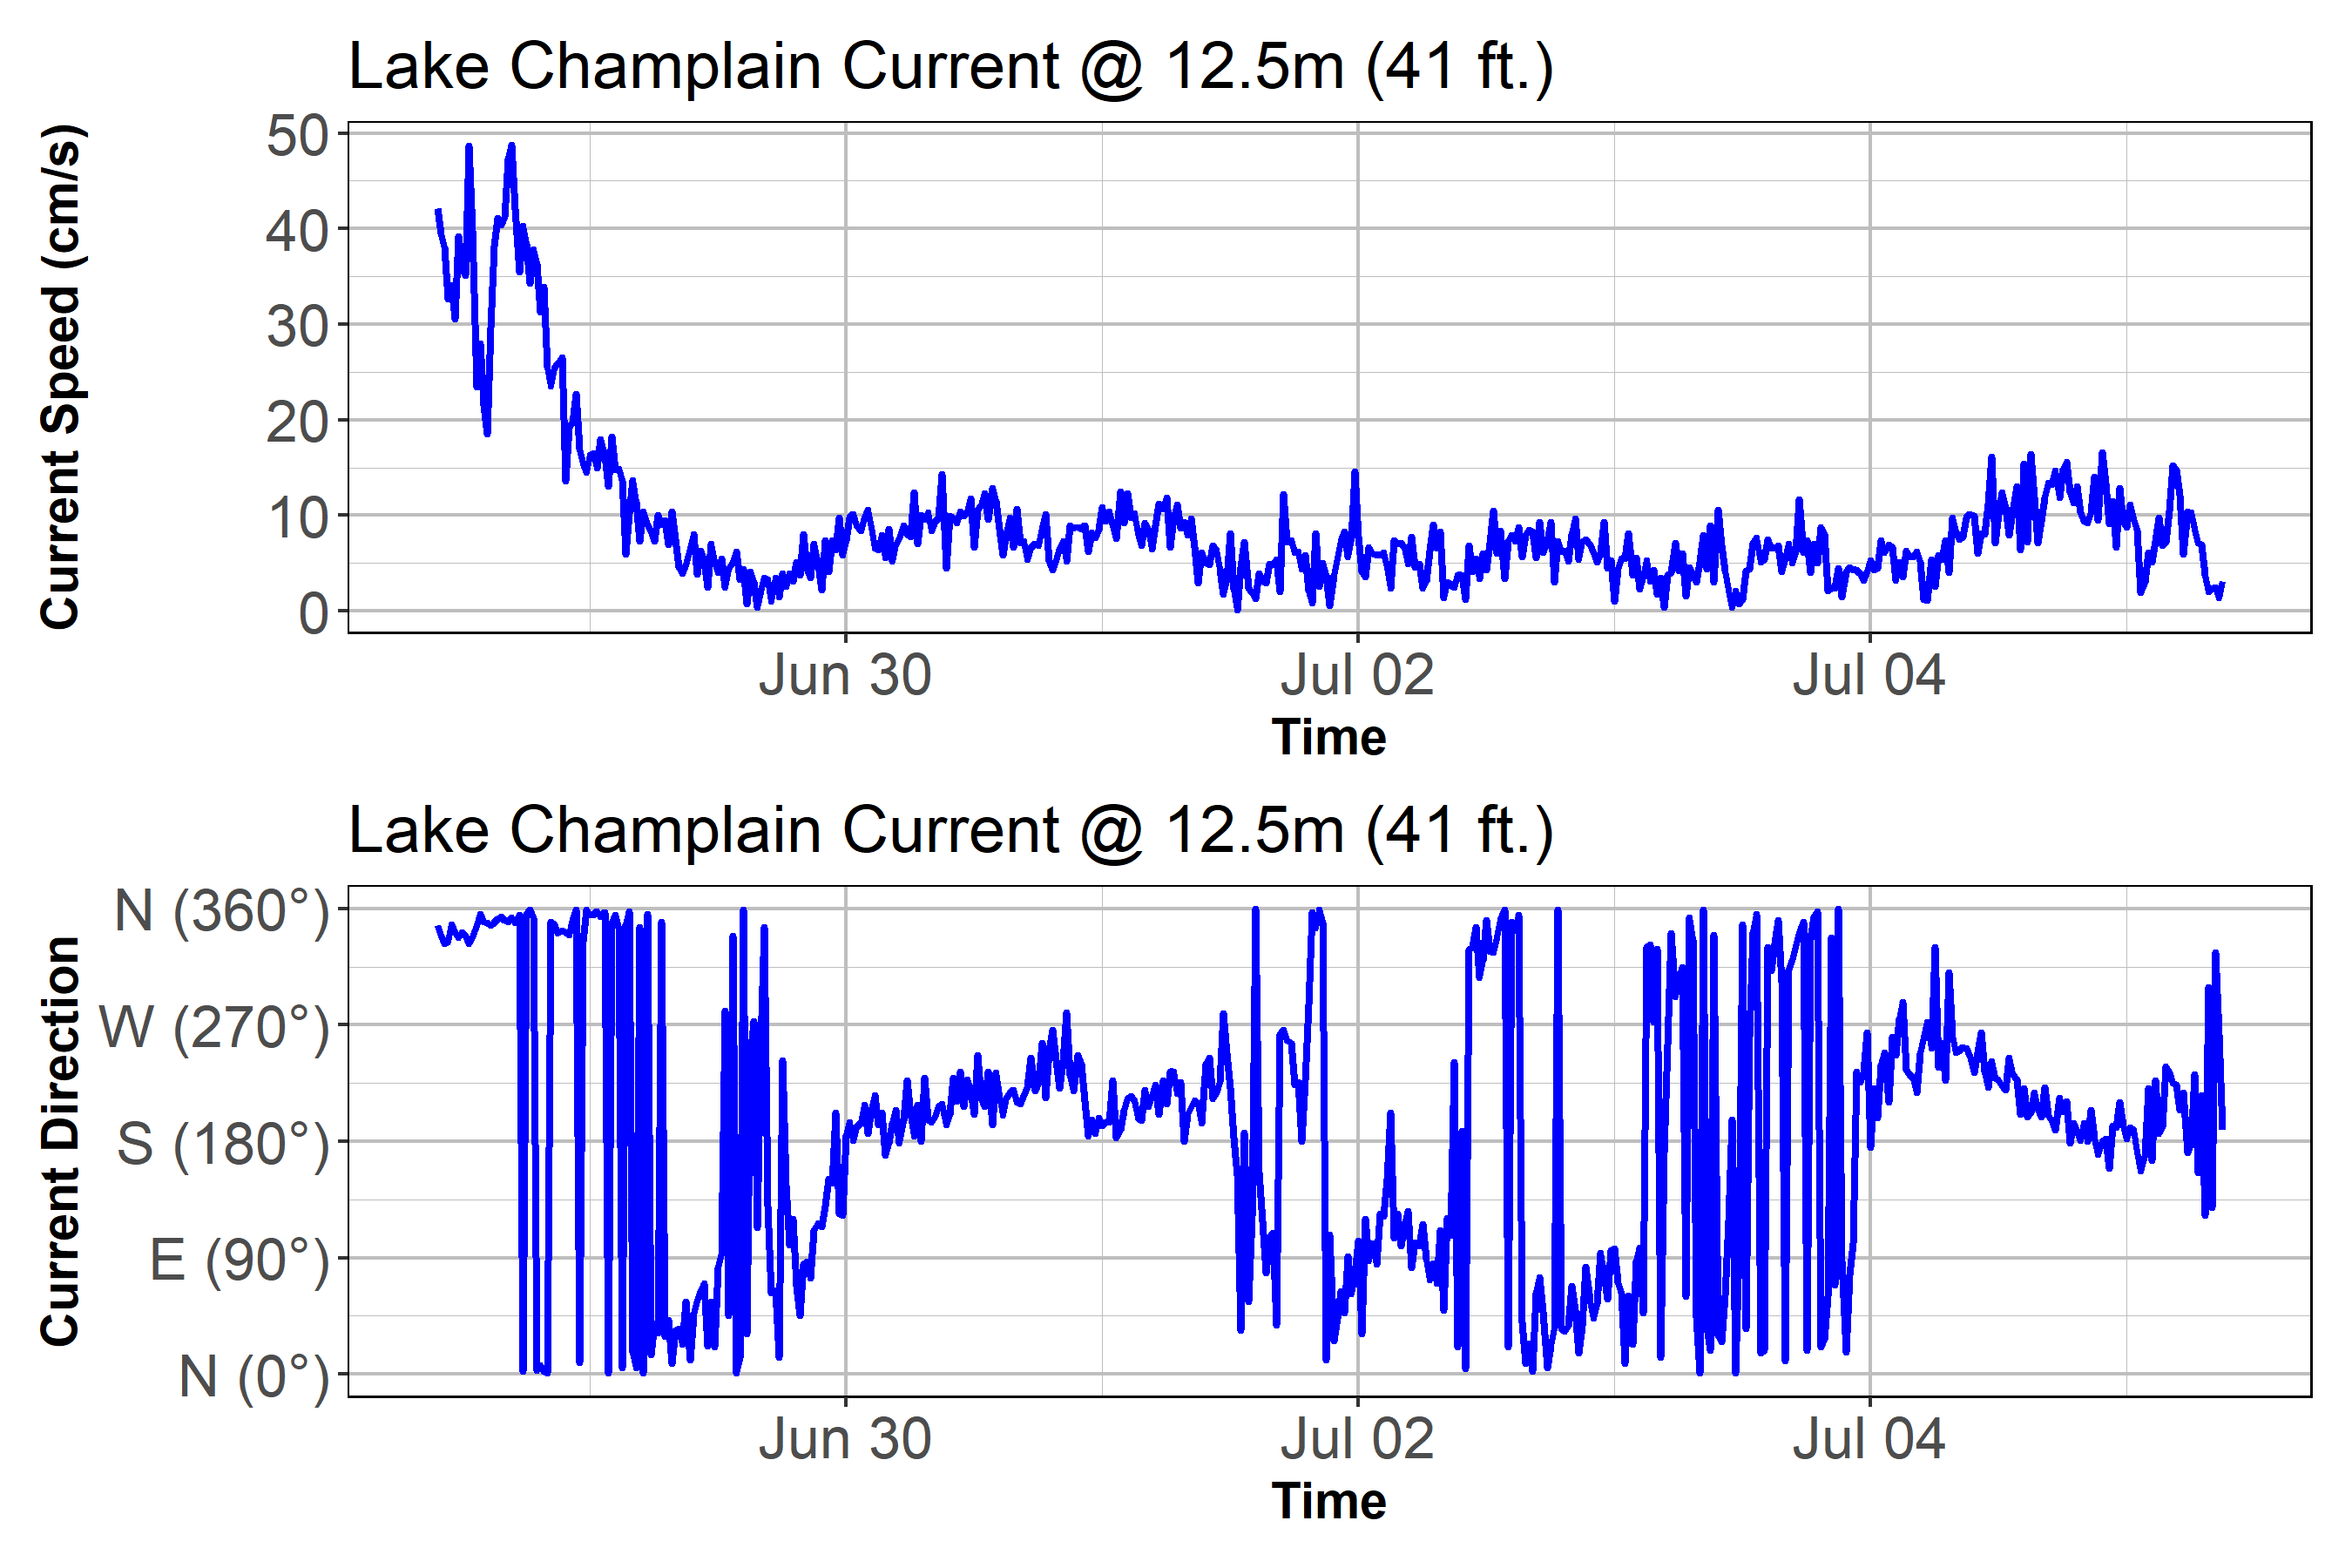 Lake Champlain Current @ 12.5m (41 ft.)
Current Speed (cm/s)
50
40
30
20
10
0
Jun 30 Jul 02 Jul 04
Time
Lake Champlain Current @ 12.5m (41 ft.)
Current Direction
N (360°)
W (270°)
S (180°)
E (90°)
N (0°)
Jun 30 Jul 02 Jul 04
Time